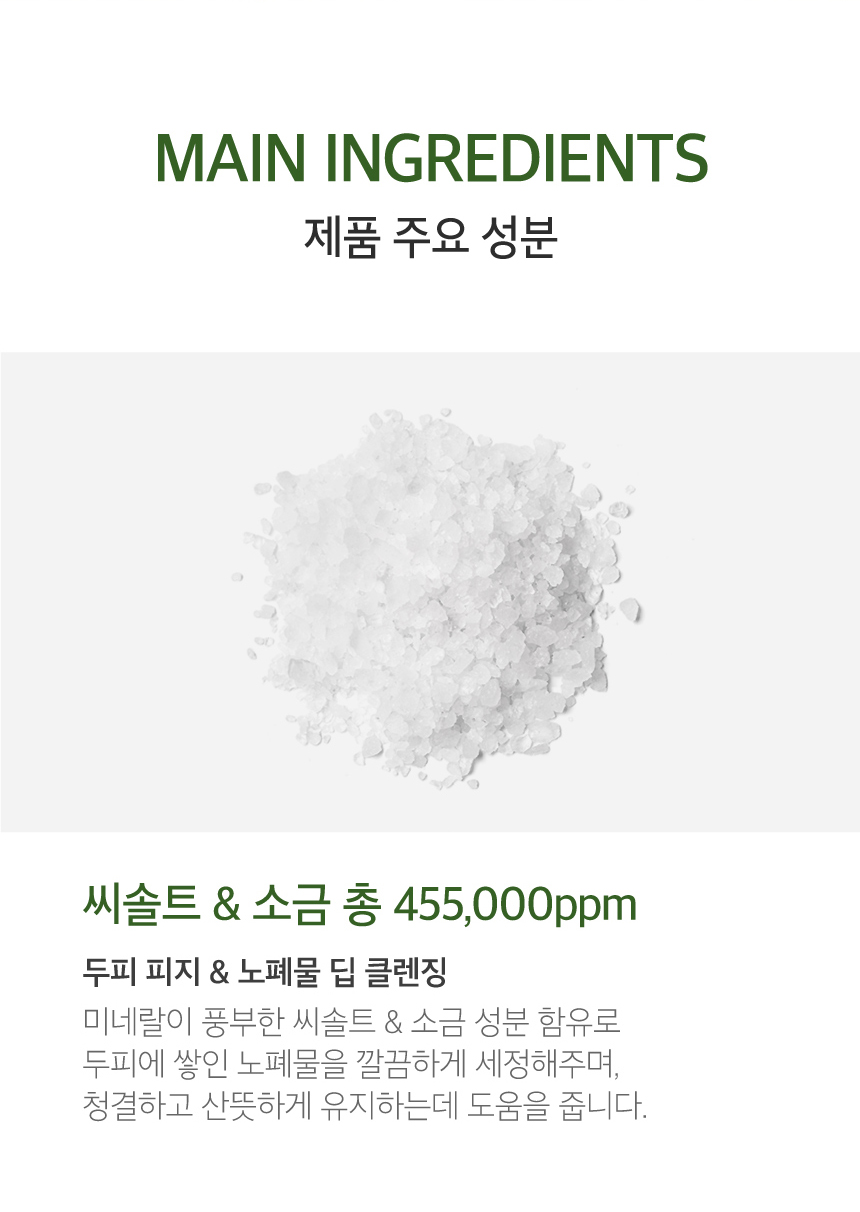 MAIN INGREDIENTS
제품 주요 성분
씨솔트 & 소금 총 455,000ppm
두피 피지 & 노폐물 딥 클렌징
미네랄이 풍부한 씨솔트 & 소금 성분 함유로
두피에 쌓인 노폐물을 깔끔하게 세정해주며,
청결하고 산뜻하게 유지하는데 도움을 줍니다.